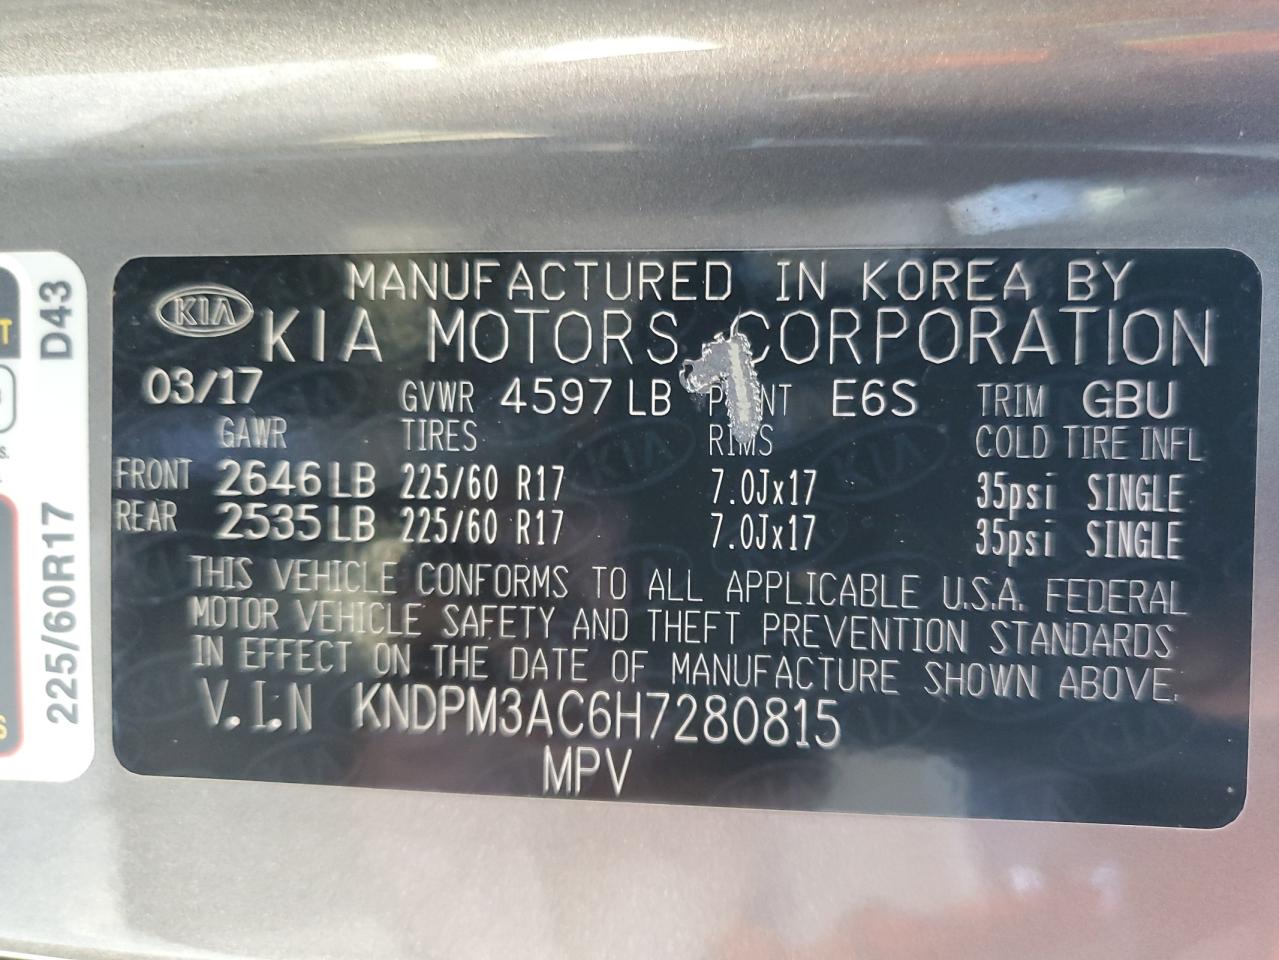 MANUFACTURED IN KOREA BY
KIA
KIA MOTORS CORPORATION
03/17 GVWR 4597 LB E6S TRIM GBU
GAWR TIRES RIMS COLD TIRE INFL
FRONT 2646 LB 225/60 R17 7.0Jx17 35psi SINGLE
REAR 2535 LB 225/60 R17 7.0Jx17 35psi SINGLE
THIS VEHICLE CONFORMS TO ALL APPLICABLE U.S.A. FEDERAL
MOTOR VEHICLE SAFETY AND THEFT PREVENTION STANDARDS
IN EFFECT ON THE DATE OF MANUFACTURE SHOWN ABOVE.
V.I.N KNDPM3AC6H7280815
MPV
225/60R17 D43